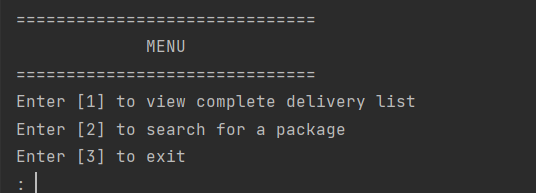 ==============================
MENU
==============================
Enter [1] to view complete delivery list
Enter [2] to search for a package
Enter [3] to exit
: